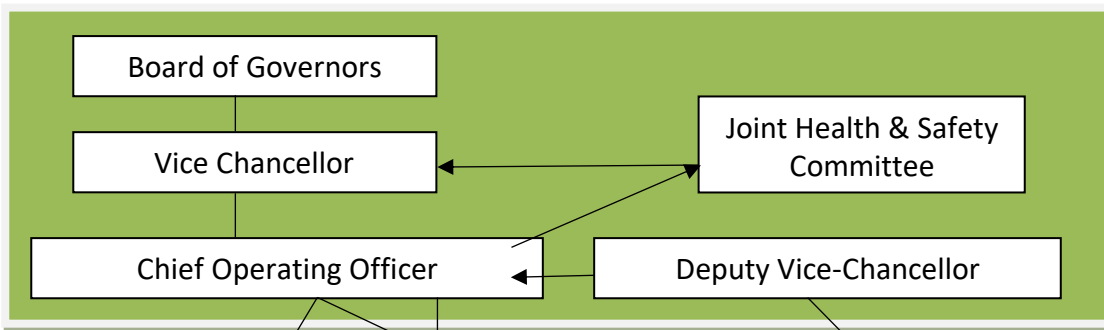 Board of Governors
Vice Chancellor
Joint Health & Safety
Committee
Chief Operating Officer
Deputy Vice-Chancellor